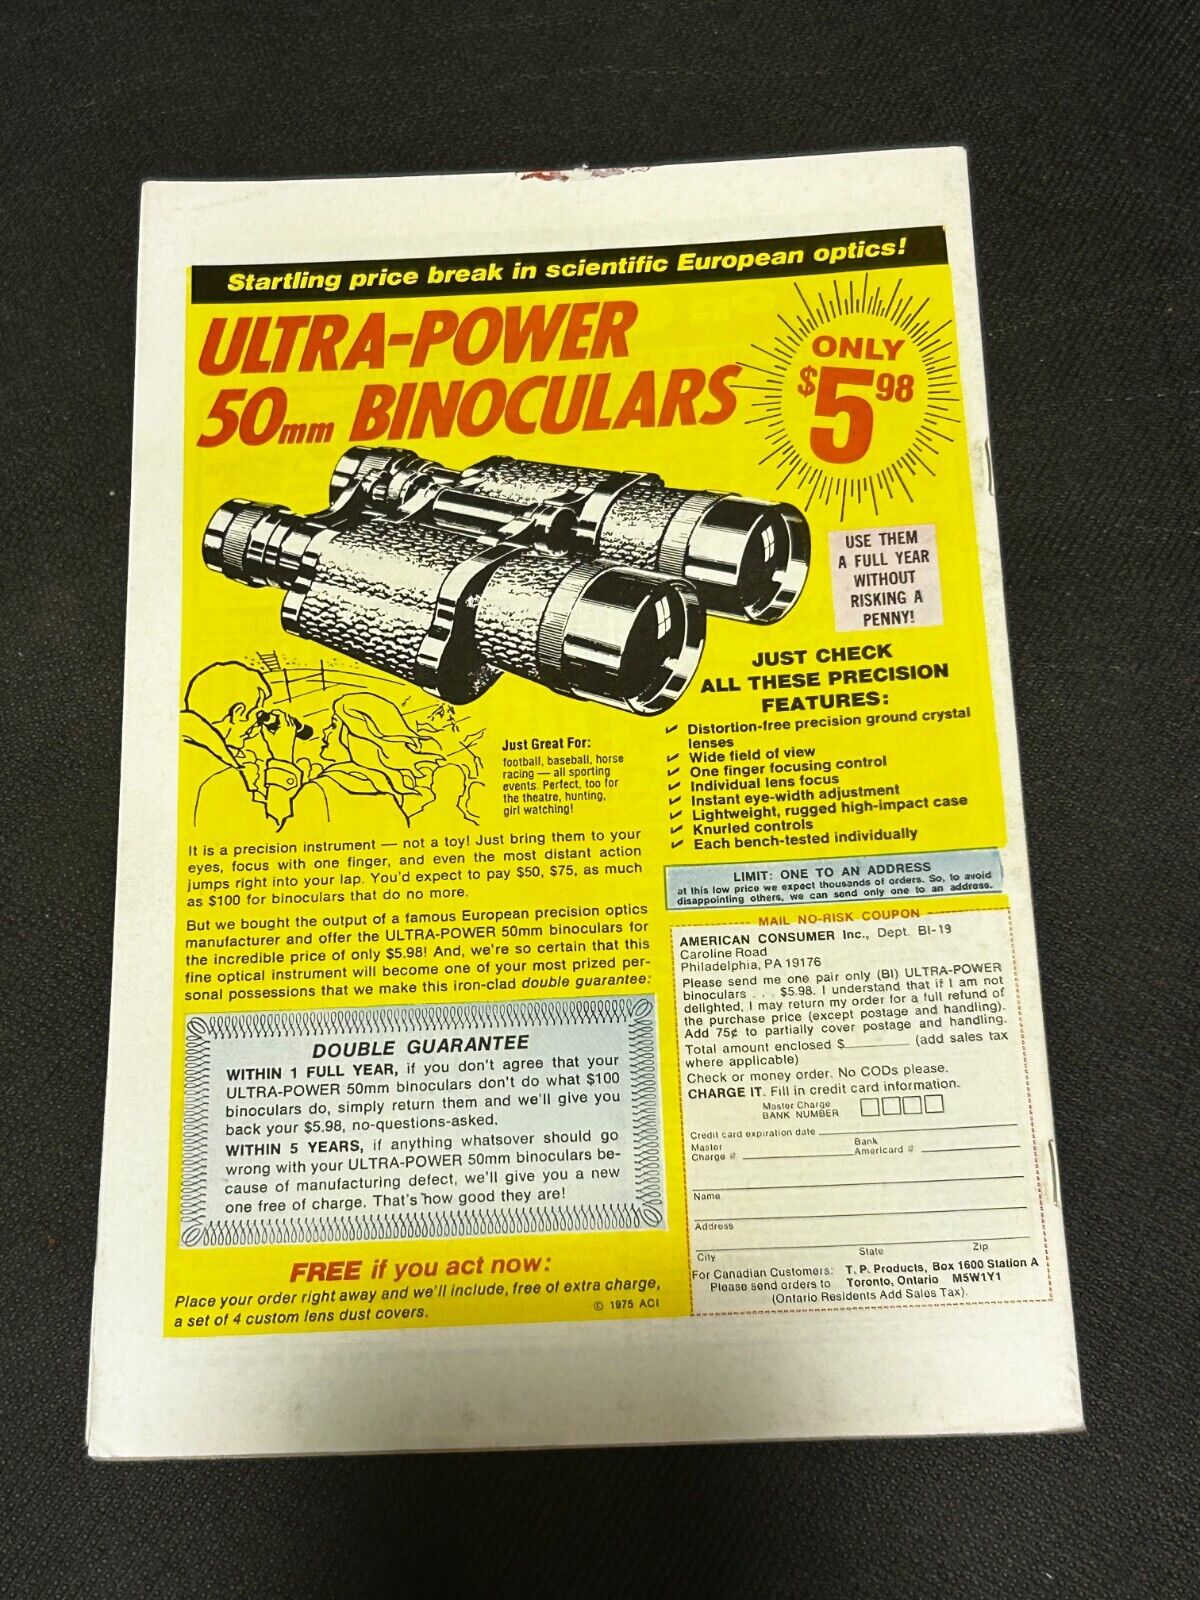 Startling price break in scientific European optics!
ULTRA-POWER
50mm BINOCULARS
ONLY
$5.98
USE THEM
A FULL YEAR
WITHOUT
RISKING A
PENNY!
JUST CHECK
ALL THESE PRECISION
FEATURES:
✓ Distortion-free precision ground crystal
lenses
✓ Wide field of view
✓ One finger focusing control
✓ Individual lens focus
✓ Instant eye-width adjustment
✓ Lightweight, rugged high-impact case
✓ Knurled controls
✓ Each bench-tested individually
Just Great For:
football, baseball, horse
racing — all sporting
events. Perfect, too for
the theatre, hunting,
girl watching!
It is a precision instrument — not a toy! Just bring them to your
eyes, focus with one finger, and even the most distant action
jumps right into your lap. You'd expect to pay $50, $75, as much
as $100 for binoculars that do no more.
But we bought the output of a famous European precision optics
manufacturer and offer the ULTRA-POWER 50mm binoculars for
the incredible price of only $5.98! And, we're so certain that this
fine optical instrument will become one of your most prized per-
sonal possessions that we make this iron-clad double guarantee:
DOUBLE GUARANTEE
WITHIN 1 FULL YEAR, if you don't agree that your
ULTRA-POWER 50mm binoculars don't do what $100
binoculars do, simply return them and we'll give you
back your $5.98, no-questions-asked.
WITHIN 5 YEARS, if anything whatsover should go
wrong with your ULTRA-POWER 50mm binoculars be-
cause of manufacturing defect, we'll give you a new
one free of charge. That's how good they are!
FREE if you act now:
Place your order right away and we'll include, free of extra charge,
a set of 4 custom lens dust covers.
© 1975 ACI
LIMIT: ONE TO AN ADDRESS
at this low price we expect thousands of orders. So, to avoid
disappointing others, we can send only one to an address.
MAIL NO-RISK COUPON
AMERICAN CONSUMER Inc., Dept. BI-19
Caroline Road
Philadelphia, PA 19176
Please send me one pair only (BI) ULTRA-POWER
binoculars . . . $5.98. I understand that if I am not
delighted, I may return my order for a full refund of
the purchase price (except postage and handling).
Add 75¢ to partially cover postage and handling.
Total amount enclosed $ (add sales tax
where applicable)
Check or money order. No CODs please.
CHARGE IT. Fill in credit card information.
Master Charge
BANK NUMBER
Credit card expiration date
Master
Charge #
Bank
Americard #
Name
Address
City State Zip
For Canadian Customers: T. P. Products, Box 1600 Station A
Please send orders to Toronto, Ontario M5W1Y1
(Ontario Residents Add Sales Tax).